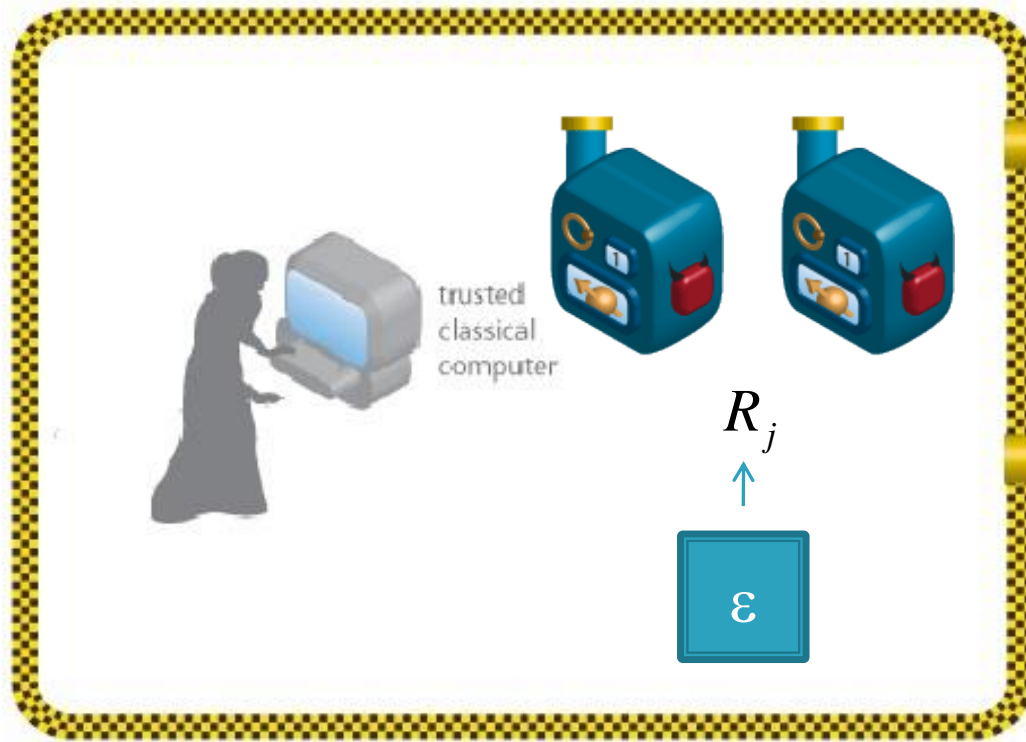 1
1
trusted
classical
computer
R_j
ε